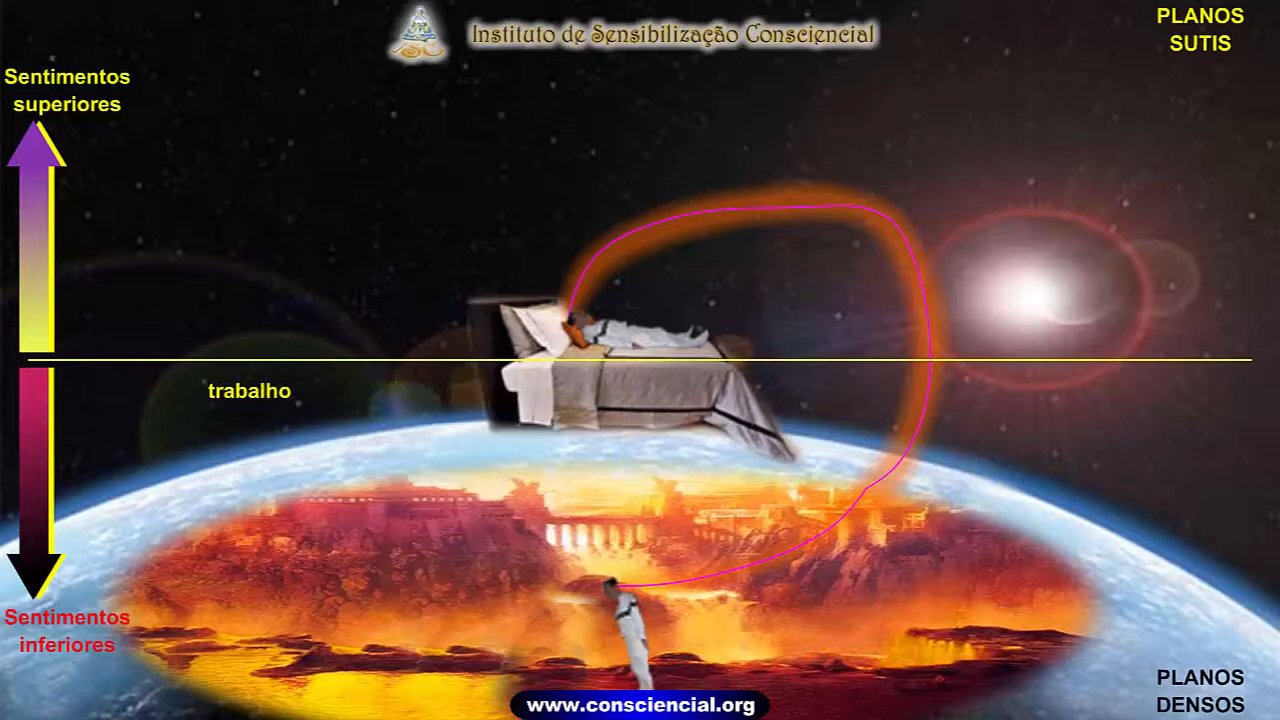 Instituto de Sensibilização Consciencial
PLANOS
SUTIS
Sentimentos
superiores
trabalho
Sentimentos
inferiores
PLANOS
DENSOS
www.consciencial.org